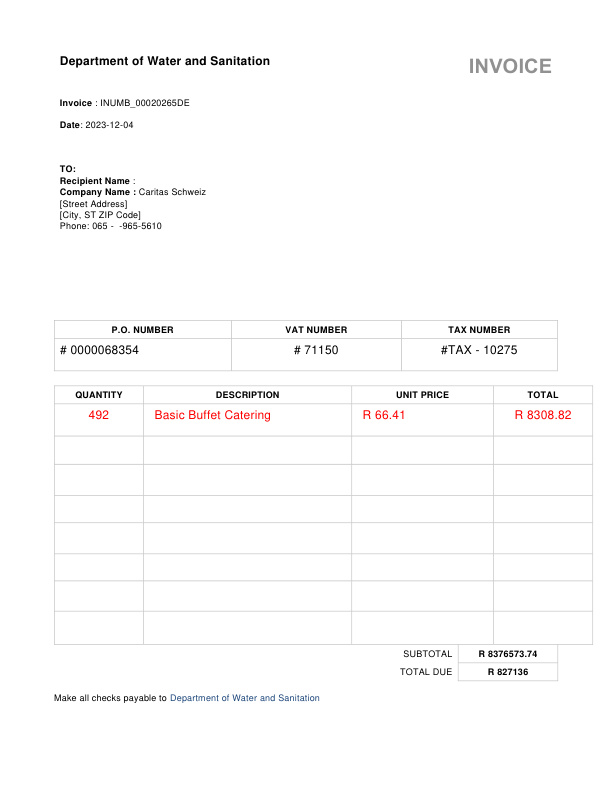 Department of Water and Sanitation
INVOICE
Invoice : INUMB_00020265DE
Date: 2023-12-04
TO:
Recipient Name :
Company Name : Caritas Schweiz
[Street Address]
[City, ST ZIP Code]
Phone: 065 -  -965-5610
P.O. NUMBER VAT NUMBER TAX NUMBER
# 0000068354 # 71150 #TAX - 10275
QUANTITY DESCRIPTION UNIT PRICE TOTAL
492 Basic Buffet Catering R 66.41 R 8308.82
SUBTOTAL R 8376573.74
TOTAL DUE R 827136
Make all checks payable to Department of Water and Sanitation